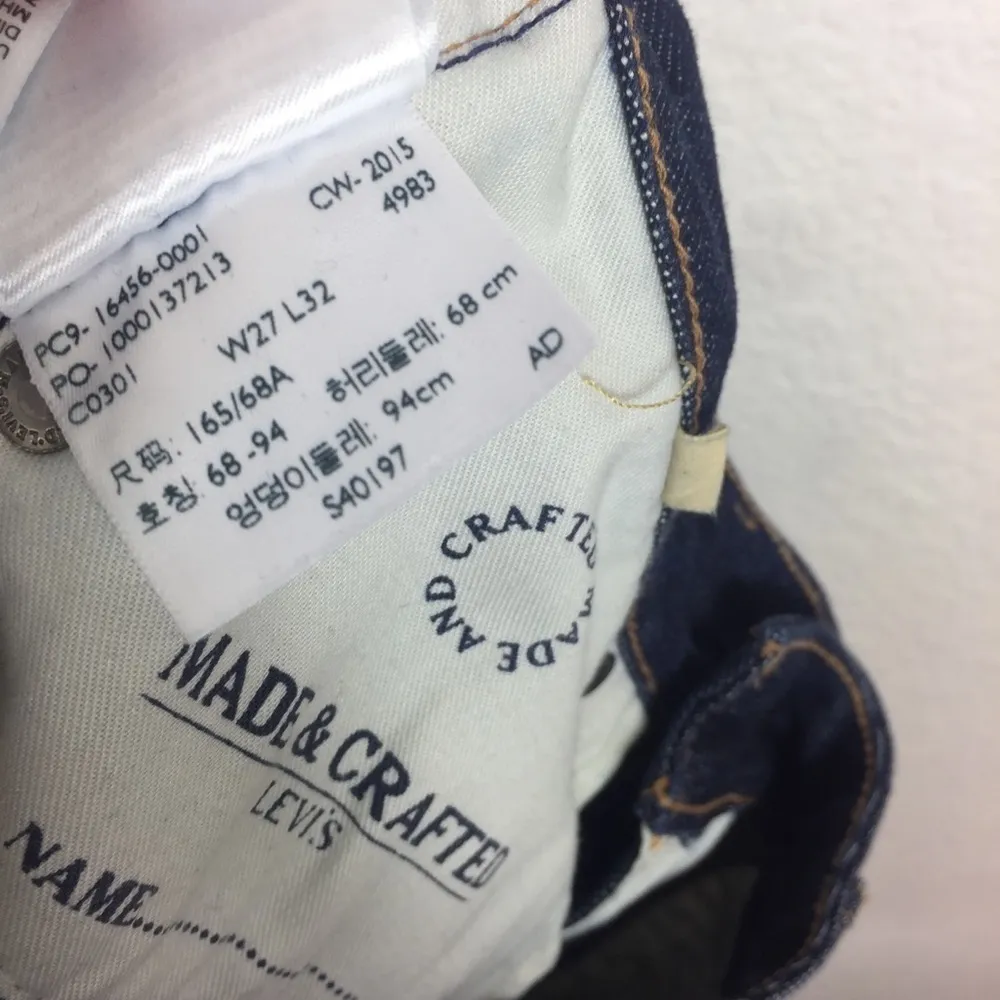 CW- 2015
4983
PC9- 16456-0001
PO- 1000137213
C0301
W27 L32
尺码: 165/68A
허리둘레: 68 cm
호칭: 68 -94
엉덩이둘레: 94cm
AD
S40197
MADE AND CRAFTED
MADE & CRAFTED
LEVI'S
NAME